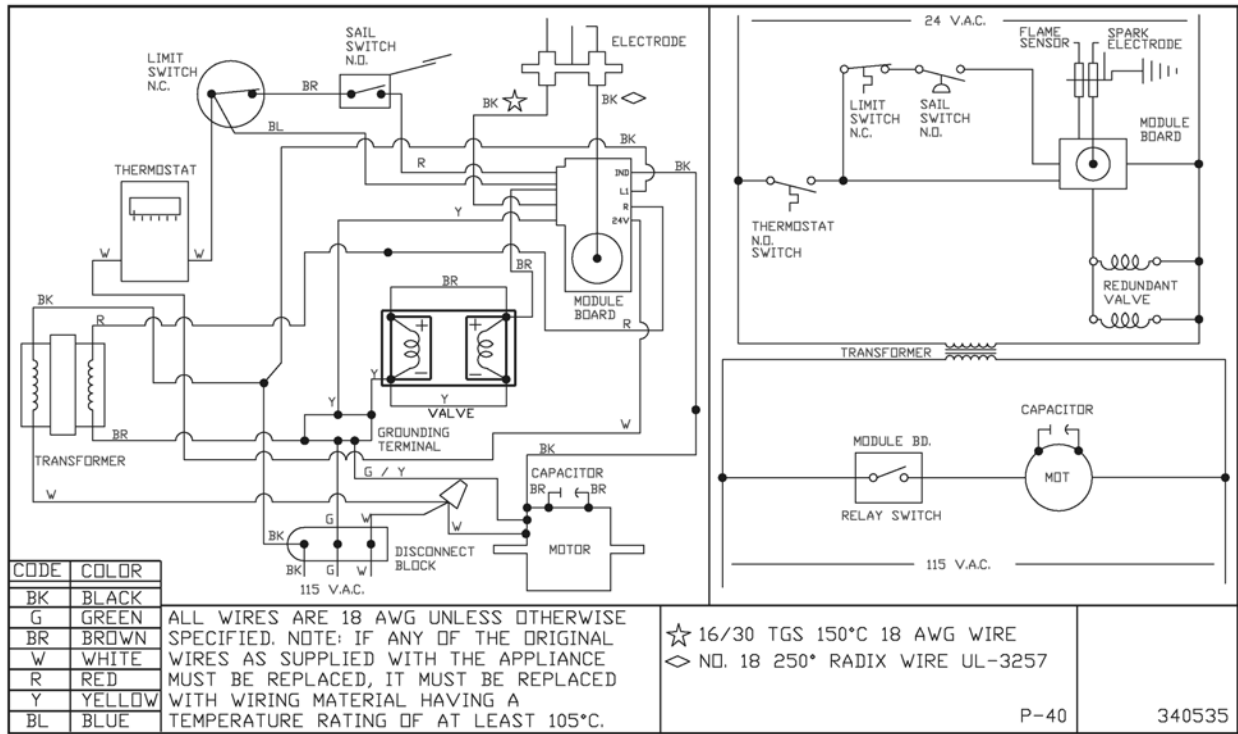 SAIL
SWITCH
N.O.
LIMIT
SWITCH
N.C.
ELECTRODE
BR
BK
BK
BL
BK
THERMOSTAT
R
IND
BK
L1
R
24V
Y
W
W
W
BR
MODULE
BOARD
BK
R
BR
R
+
+
Y
Y
Y
VALVE
GROUNDING
TERMINAL
BR
W
TRANSFORMER
BK
G / Y
CAPACITOR
BR
BR
W
G
W
W
BK
MOTOR
DISCONNECT
BLOCK
BK
G
W
115 V.A.C.
24 V.A.C.
FLAME
SENSOR
SPARK
ELECTRODE
LIMIT
SWITCH
N.C.
SAIL
SWITCH
N.O.
MODULE
BOARD
THERMOSTAT
N.O.
SWITCH
REDUNDANT
VALVE
TRANSFORMER
CAPACITOR
MODULE BD.
MOT
RELAY SWITCH
115 V.A.C.
CODE COLOR
BK BLACK
G GREEN
BR BROWN
W WHITE
R RED
Y YELLOW
BL BLUE
ALL WIRES ARE 18 AWG UNLESS OTHERWISE
SPECIFIED. NOTE: IF ANY OF THE ORIGINAL
WIRES AS SUPPLIED WITH THE APPLIANCE
MUST BE REPLACED, IT MUST BE REPLACED
WITH WIRING MATERIAL HAVING A
TEMPERATURE RATING OF AT LEAST 105°C.
☆ 16/30 TGS 150°C 18 AWG WIRE
◇ NO. 18 250° RADIX WIRE UL-3257
P-40
340535